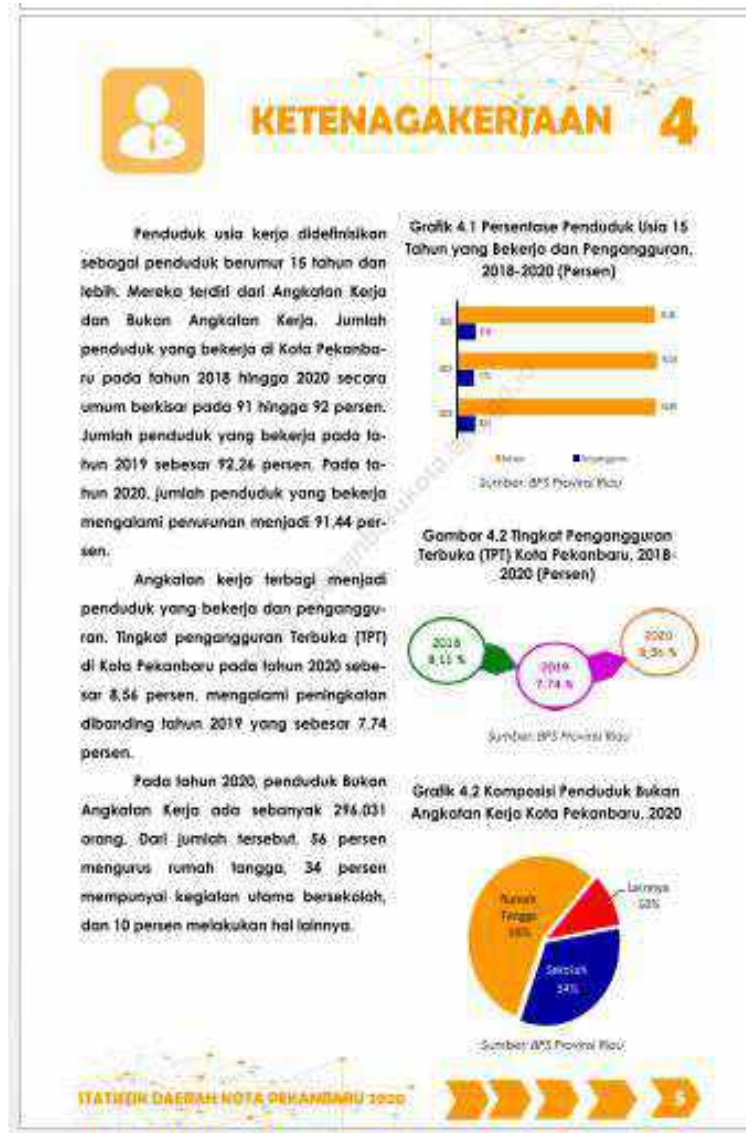 KETENAGAKERJAAN 4
Penduduk usia kerja didefinisikan
sebagai penduduk berumur 15 tahun dan
lebih. Mereka terdiri dari Angkatan Kerja
dan Bukan Angkatan Kerja. Jumlah
penduduk yang bekerja di Kota Pekanba-
ru pada tahun 2018 hingga 2020 secara
umum berkisar pada 91 hingga 92 persen.
Jumlah penduduk yang bekerja pada ta-
hun 2019 sebesar 92,26 persen. Pada ta-
hun 2020, jumlah penduduk yang bekerja
mengalami penurunan menjadi 91,44 per-
sen.
Angkatan kerja terbagi menjadi
penduduk yang bekerja dan penganggu-
ran. Tingkat pengangguran Terbuka (TPT)
di Kota Pekanbaru pada tahun 2020 sebe-
sar 8,56 persen, mengalami peningkatan
dibanding tahun 2019 yang sebesar 7,74
persen.
Pada tahun 2020, penduduk Bukan
Angkatan Kerja ada sebanyak 296.031
orang. Dari jumlah tersebut, 56 persen
mengurus rumah tangga, 34 persen
mempunyai kegiatan utama bersekolah,
dan 10 persen melakukan hal lainnya.
Grafik 4.1 Persentase Penduduk Usia 15
Tahun yang Bekerja dan Pengangguran,
2018-2020 (Persen)
Sumber: BPS Provinsi Riau
Gambar 4.2 Tingkat Pengangguran
Terbuka (TPT) Kota Pekanbaru, 2018-
2020 (Persen)
2018
8,11 %
2019
7.74 %
2020
8,56 %
Sumber: BPS Provinsi Riau
Grafik 4.2 Komposisi Penduduk Bukan
Angkatan Kerja Kota Pekanbaru, 2020
Rumah
Tangga
56%
Lainnya
10%
Sekolah
34%
Sumber: BPS Provinsi Riau
STATISTIK DAERAH KOTA PEKANBARU 2020
5